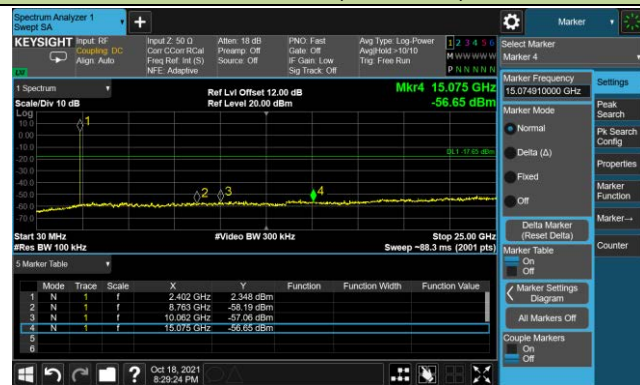 Spectrum Analyzer 1
Swept SA
+
Marker
KEYSIGHT
Input: RF
Coupling: DC
Align: Auto
Input Z: 50 Ω
Corr CCorr RCal
Freq Ref: Int (S)
NFE: Adaptive
Atten: 18 dB
Preamp: Off
Source: Off
PNO: Fast
Gate: Off
IF Gain: Low
Sig Track: Off
Avg Type: Log-Power
Avg|Hold:>10/10
Trig: Free Run
1 2 3 4 5 6
M W W W W W
P N N N N N
LW
1 Spectrum
Scale/Div 10 dB
Ref Lvl Offset 12.00 dB
Ref Level 20.00 dBm
Mkr4 15.075 GHz
-56.65 dBm
Log
10.0
0.00
-10.0
-20.0
-30.0
-40.0
-50.0
-60.0
-70.0
1
2
3
4
DL1 -17.65 dBm
Start 30 MHz
#Res BW 100 kHz
#Video BW 300 kHz
Stop 25.00 GHz
Sweep ~88.3 ms (2001 pts)
5 Marker Table
Mode Trace Scale X Y Function Function Width Function Value
1 N 1 f 2.402 GHz 2.348 dBm
2 N 1 f 8.763 GHz -58.19 dBm
3 N 1 f 10.062 GHz -57.06 dBm
4 N 1 f 15.075 GHz -56.65 dBm
5
6
Oct 18, 2021
8:29:24 PM
?
Select Marker
Marker 4
Marker Frequency
15.074910000 GHz
Marker Mode
Normal
Delta (Δ)
Fixed
Off
Delta Marker
(Reset Delta)
Marker Table
On
Off
Marker Settings
Diagram
All Markers Off
Couple Markers
On
Off
Settings
Peak
Search
Pk Search
Config
Properties
Marker
Function
Marker→
Counter